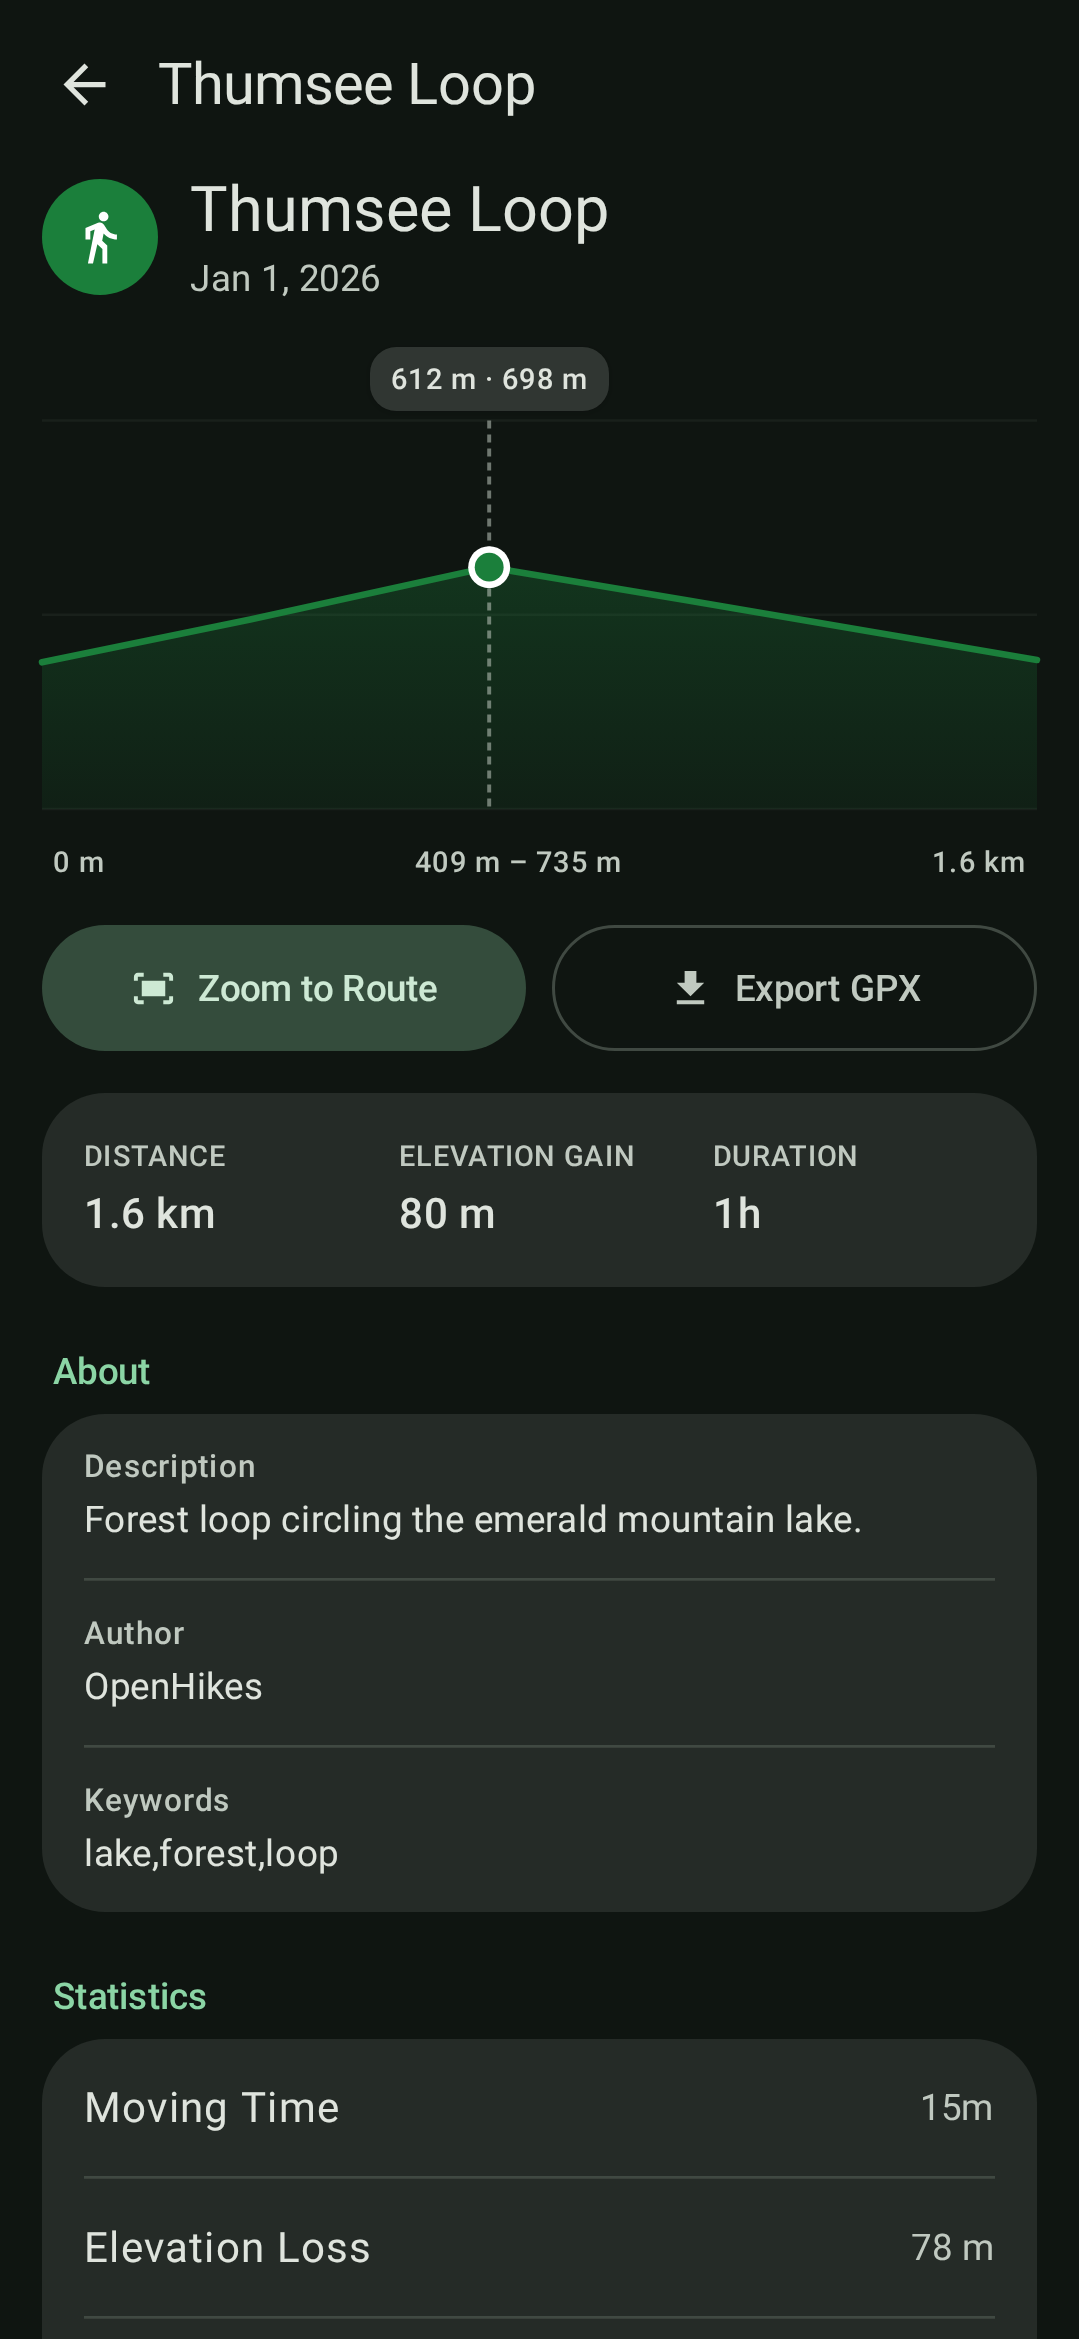 Thumsee Loop
Thumsee Loop
Jan 1, 2026
612 m · 698 m
0 m
409 m – 735 m
1.6 km
Zoom to Route
Export GPX
DISTANCE
1.6 km
ELEVATION GAIN
80 m
DURATION
1h
About
Description
Forest loop circling the emerald mountain lake.
Author
OpenHikes
Keywords
lake,forest,loop
Statistics
Moving Time
15m
Elevation Loss
78 m